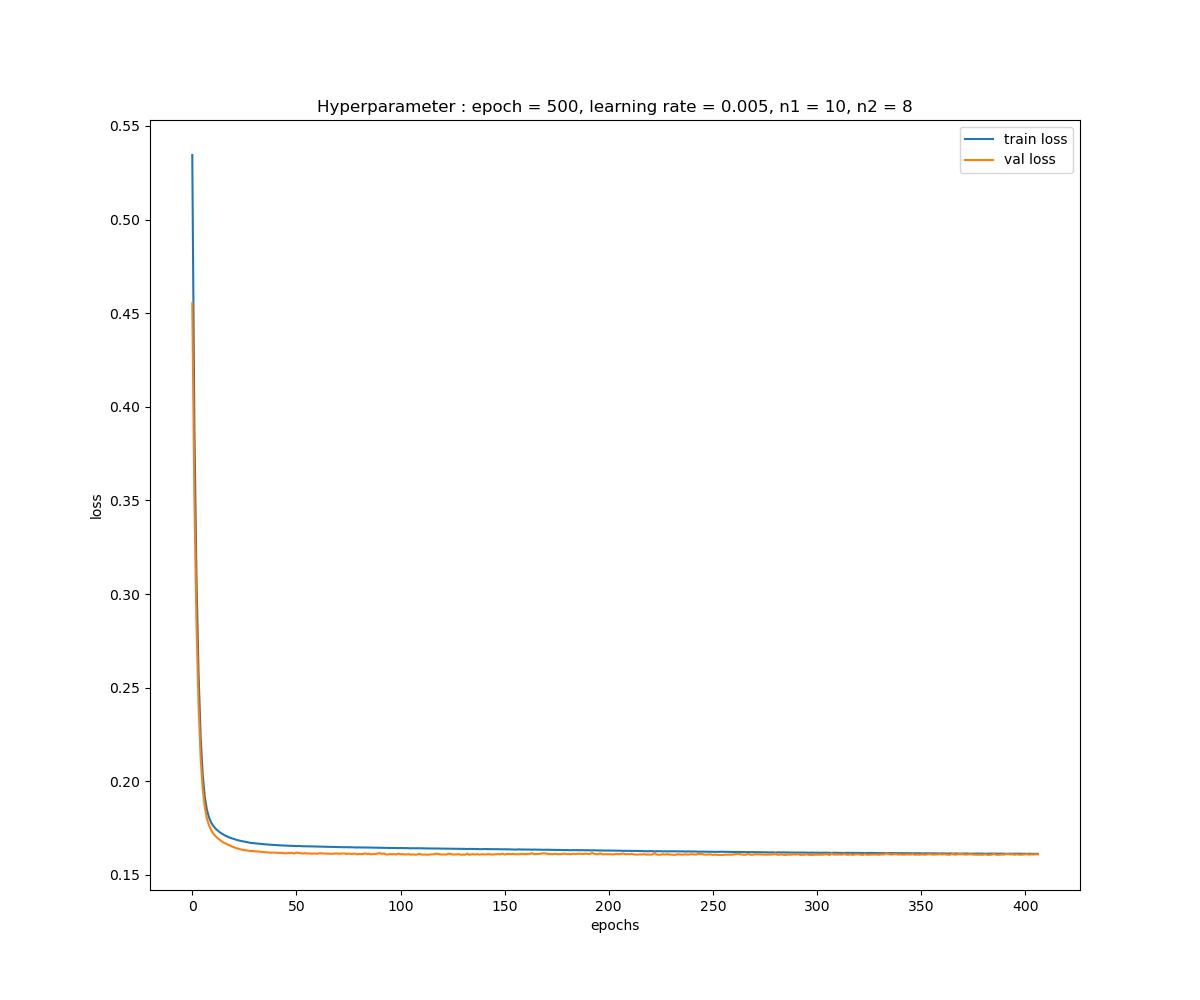 Hyperparameter : epoch = 500, learning rate = 0.005, n1 = 10, n2 = 8
train loss
val loss
0.55
0.50
0.45
0.40
0.35
0.30
0.25
0.20
0.15
loss
0 50 100 150 200 250 300 350 400
epochs